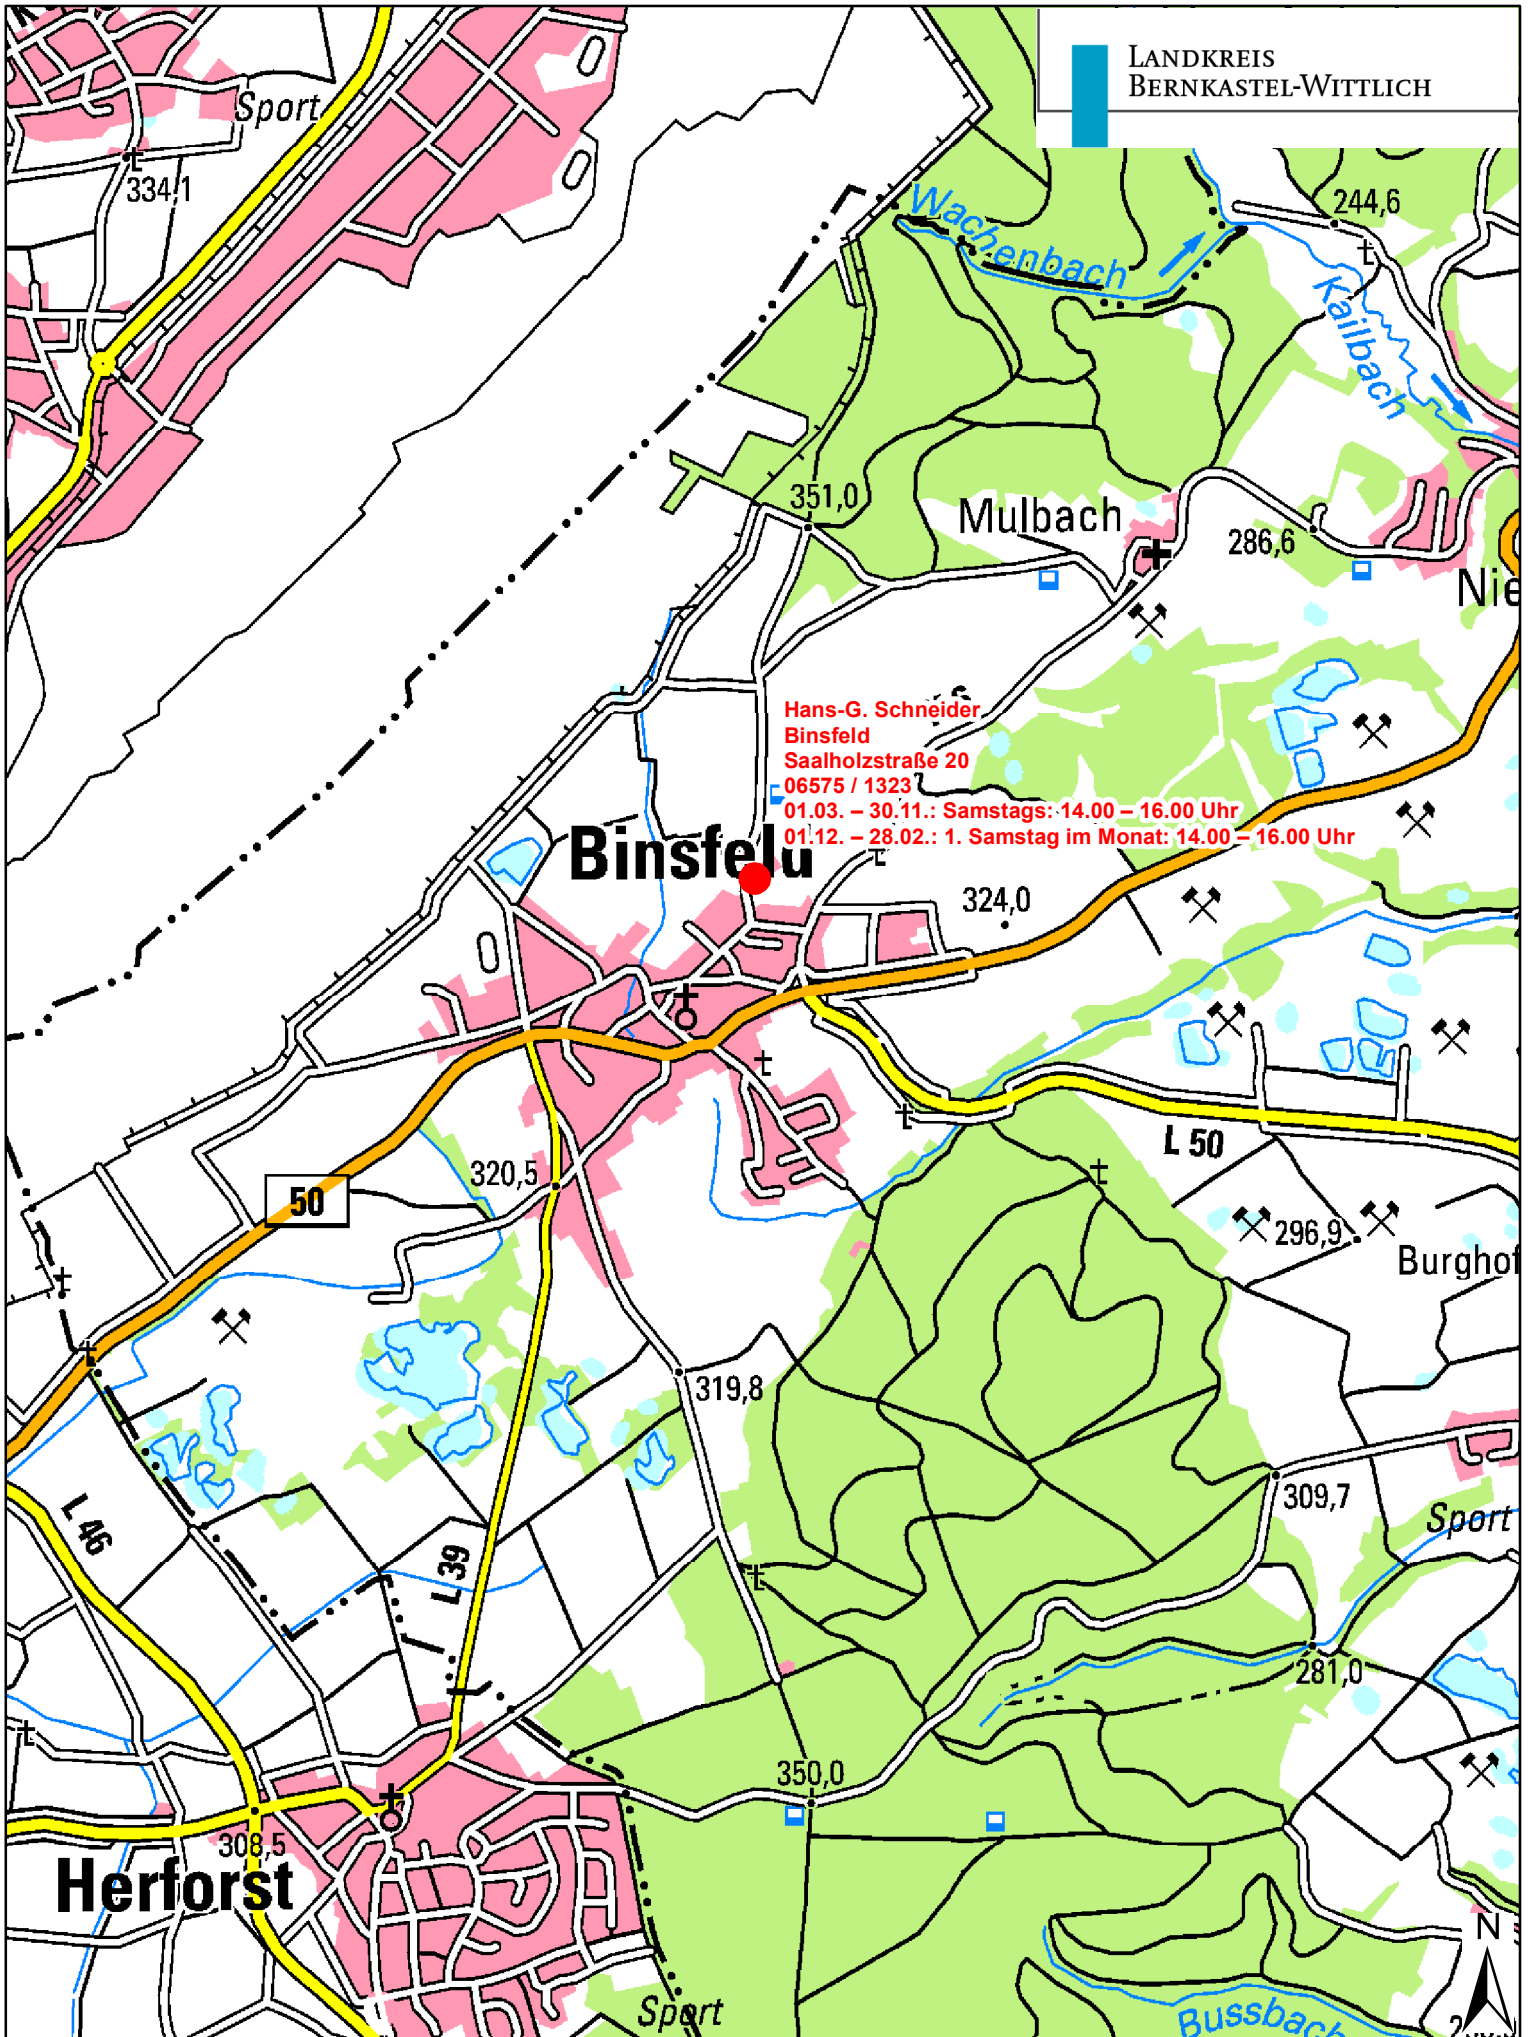 LANDKREIS
BERNKASTEL-WITTLICH
Sport
334,1
Wachenbach
244,6
Kailbach
351,0
Mulbach
286,6
Nie
Hans-G. Schneider
Binsfeld
Saalholzstraße 20
06575 / 1323
01.03. – 30.11.: Samstags: 14.00 – 16.00 Uhr
01.12. – 28.02.: 1. Samstag im Monat: 14.00 – 16.00 Uhr
Binsfeld
324,0
L 50
320,5
50
296,9
Burghof
319,8
L 46
309,7
Sport
L 39
281,0
350,0
308,5
Herforst
N
Sport
Bussbach